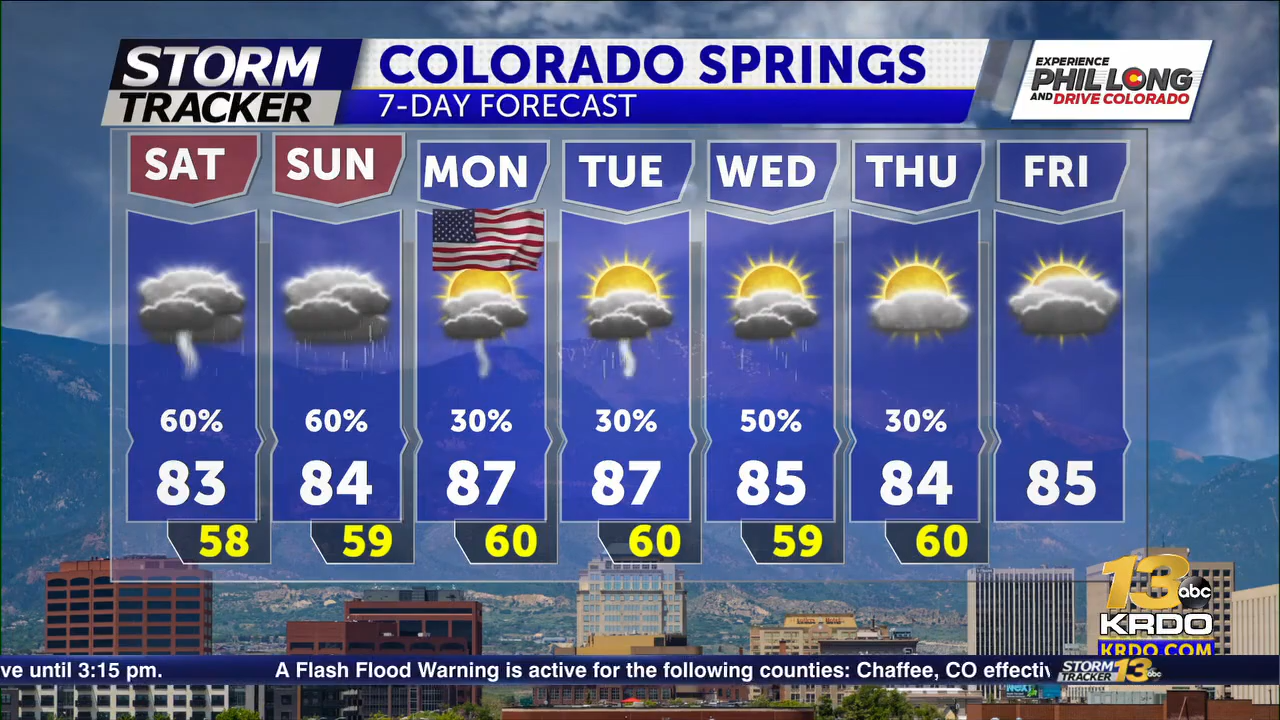 STORM
TRACKER
COLORADO SPRINGS
7-DAY FORECAST
EXPERIENCE
PHIL LONG
AND DRIVE COLORADO
SAT
SUN
MON
TUE
WED
THU
FRI
60%
60%
30%
30%
50%
30%
83
84
87
87
85
84
85
58
59
60
60
59
60
13
abc
KRDO
KRDO.COM
ve until 3:15 pm.
A Flash Flood Warning is active for the following counties: Chaffee, CO effectiv
STORM
TRACKER
13
abc
Next